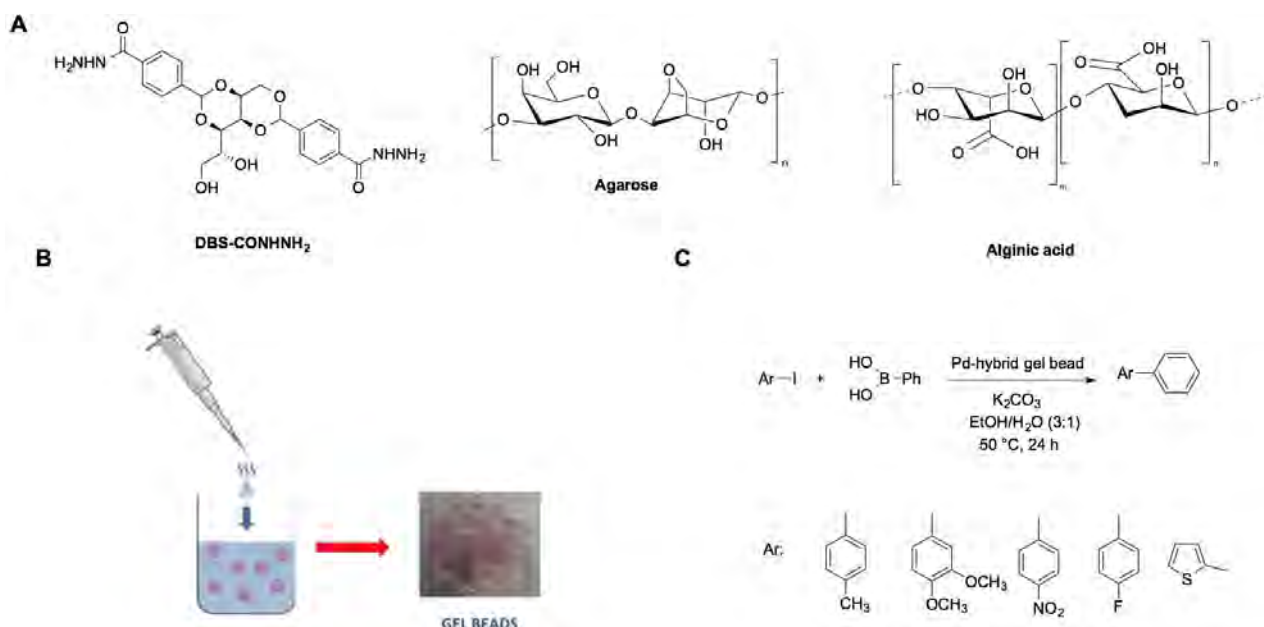 A
O
H₂NHN
O
O
O
O
NHNH₂
O
OH
HO
DBS-CONHNH₂
OH
OH
O
O
OH
O
O
O
OH
O
n
Agarose
O
OH
O
HO
O
O
OH
m
O
OH
OH
O
O
O
n
Alginic acid
B
GEL BEADS
C
Ar-I + HO B-Ph HO
Pd-hybrid gel bead
K₂CO₃
EtOH/H₂O (3:1)
50 °C, 24 h
Ar
Ar:
CH₃
OCH₃
OCH₃
NO₂
F
S